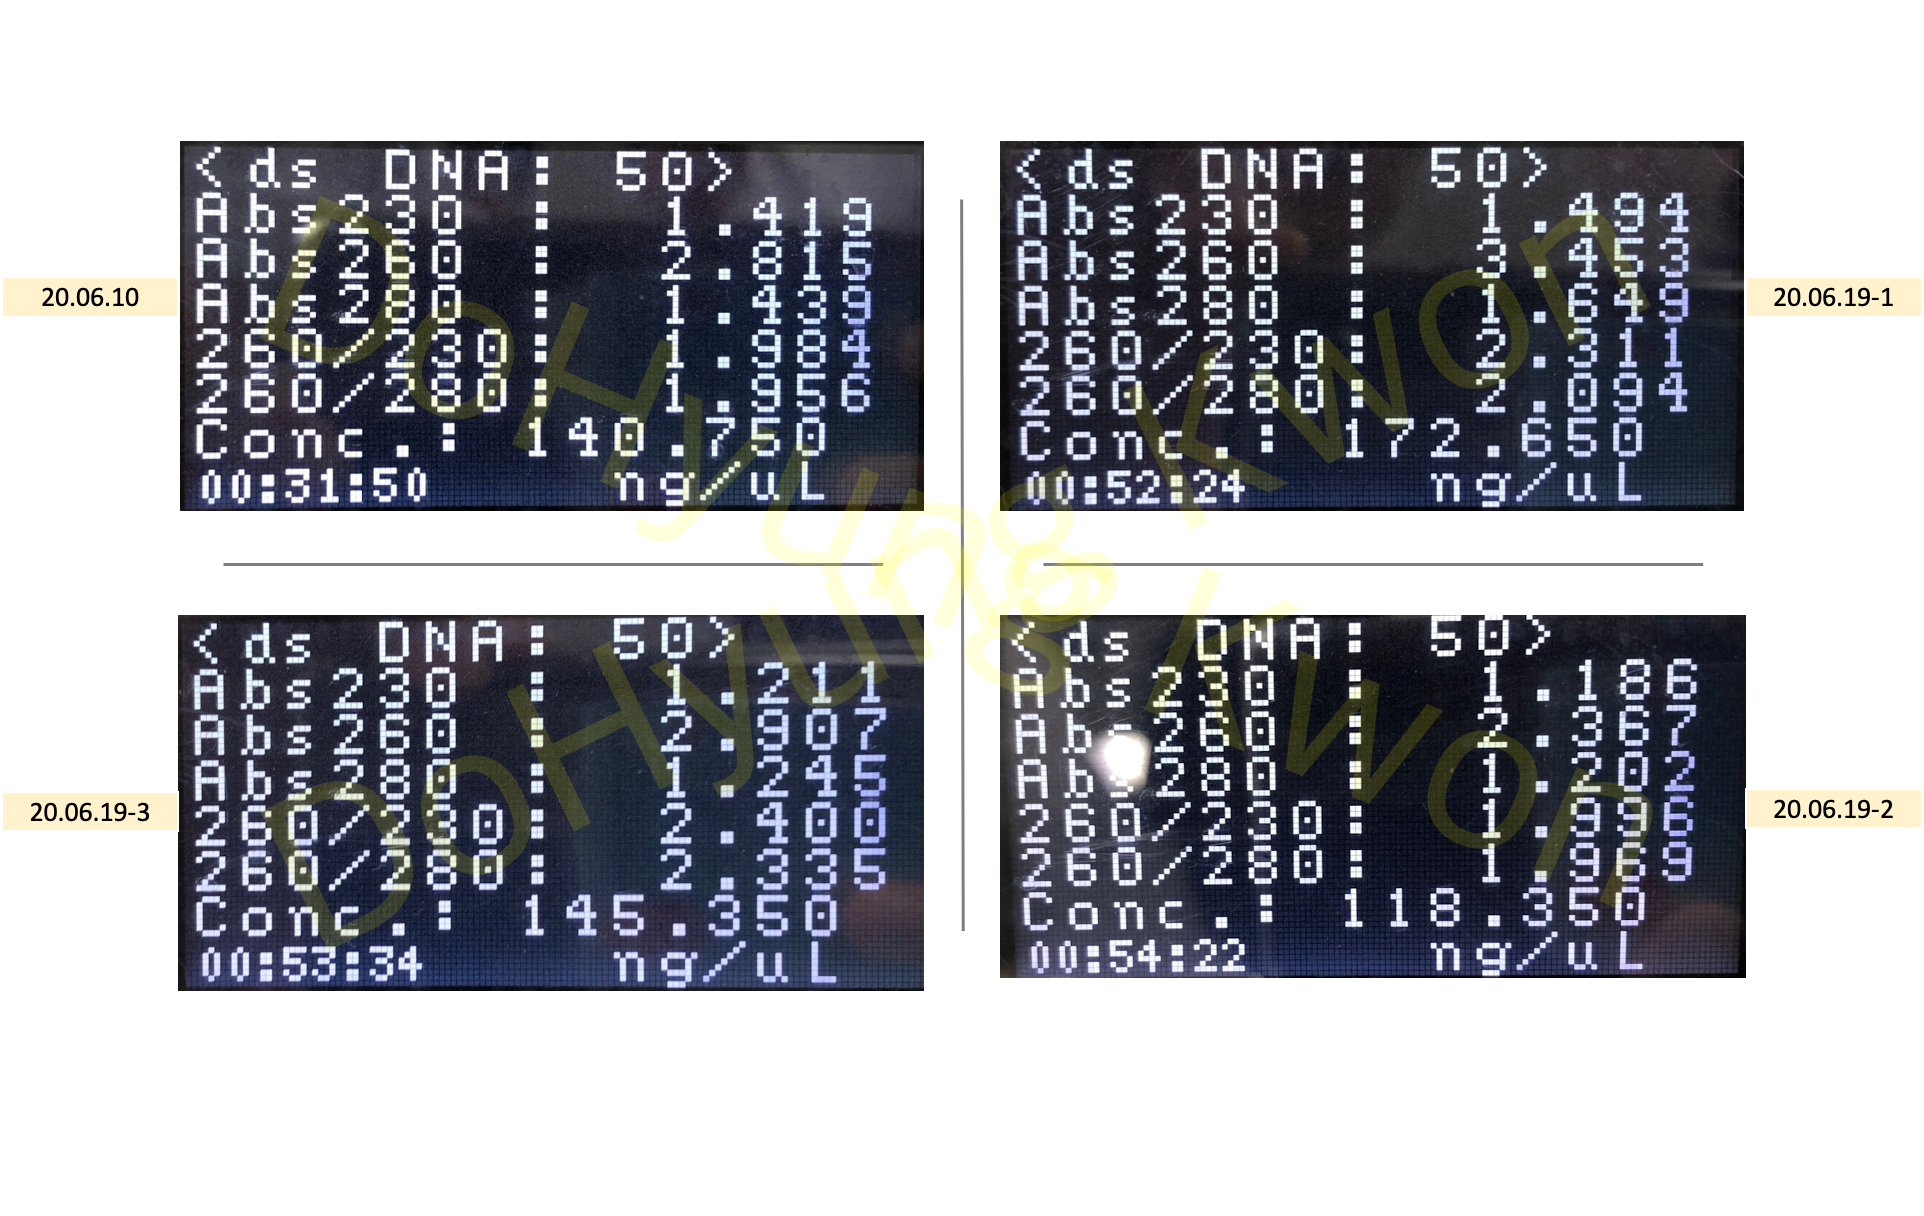 20.06.10
<ds DNA: 50>
Abs230 : 1.419
Abs260 : 2.815
Abs280 : 1.439
260/230: 1.984
260/280: 1.956
Conc.: 140.750
00:31:50 ng/uL
20.06.19-1
<ds DNA: 50>
Abs230 : 1.494
Abs260 : 3.453
Abs280 : 1.649
260/230: 2.311
260/280: 2.094
Conc.: 172.650
00:52:24 ng/uL
20.06.19-3
<ds DNA: 50>
Abs230 : 1.211
Abs260 : 2.907
Abs280 : 1.245
260/230: 2.400
260/280: 2.335
Conc.: 145.350
00:53:34 ng/uL
20.06.19-2
<ds DNA: 50>
Abs230 : 1.186
Abs260 : 2.367
Abs280 : 1.202
260/230: 1.996
260/280: 1.969
Conc.: 118.350
00:54:22 ng/uL
DoHyung Kwon
DoHyung Kwon